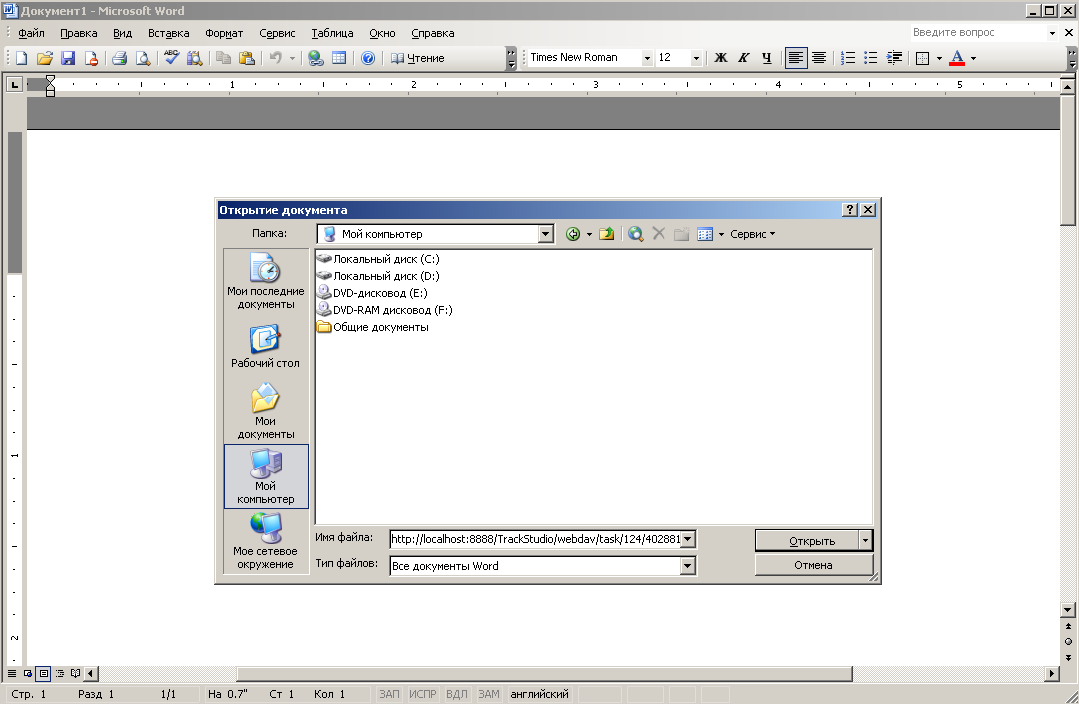 Документ1 - Microsoft Word
Файл Правка Вид Вставка Формат Сервис Таблица Окно Справка Введите вопрос
Чтение Times New Roman 12 Ж К Ч
1 2 3 4 5
Открытие документа
Папка: Мой компьютер Сервис
Мои последние документы
Рабочий стол
Мои документы
Мой компьютер
Мое сетевое окружение
Локальный диск (C:)
Локальный диск (D:)
DVD-дисковод (E:)
DVD-RAM дисковод (F:)
Общие документы
Имя файла: http://localhost:8888/TrackStudio/webdav/task/124/402881
Открыть
Тип файлов: Все документы Word
Отмена
1
2
Стр. 1 Разд 1 1/1 На 0.7" Ст 1 Кол 1 ЗАП ИСПР ВДЛ ЗАМ английский